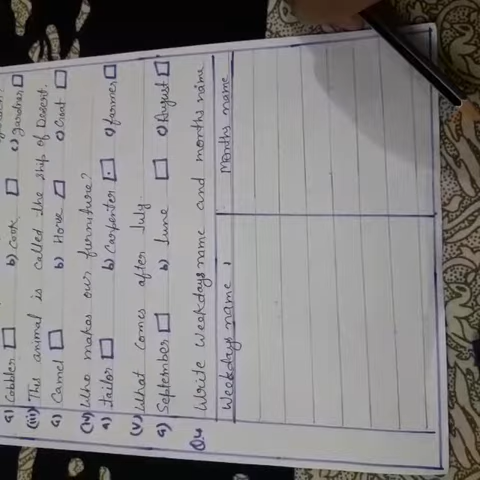 a) Cobbler b) Cook c) gardner
(iii) This animal is called the ship of Desert.
a) Camel b) Horse c) Goat
(iv) Who makes our furniture?
a) tailor b) Carpenter c) farmer
(v) What comes after July.
a) September b) June c) August
Write Weekdays name and months name
Weekdays name Months name